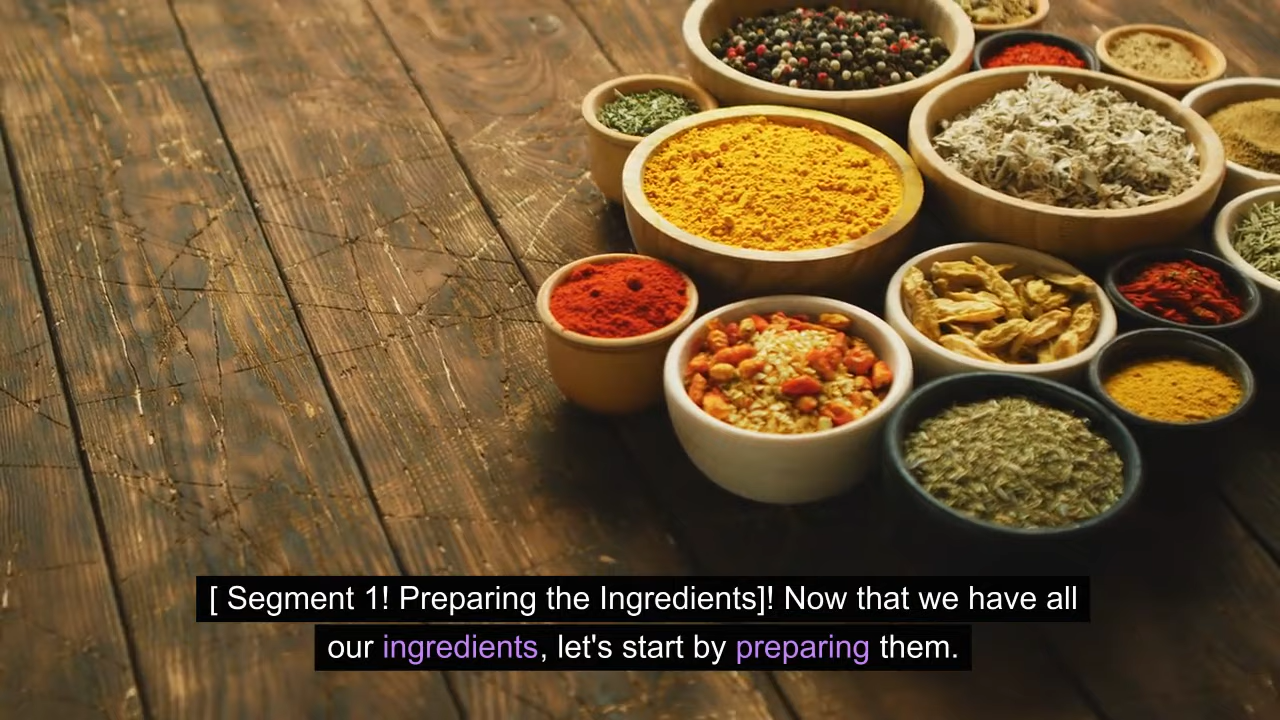 [ Segment 1! Preparing the Ingredients]! Now that we have all
our ingredients, let's start by preparing them.